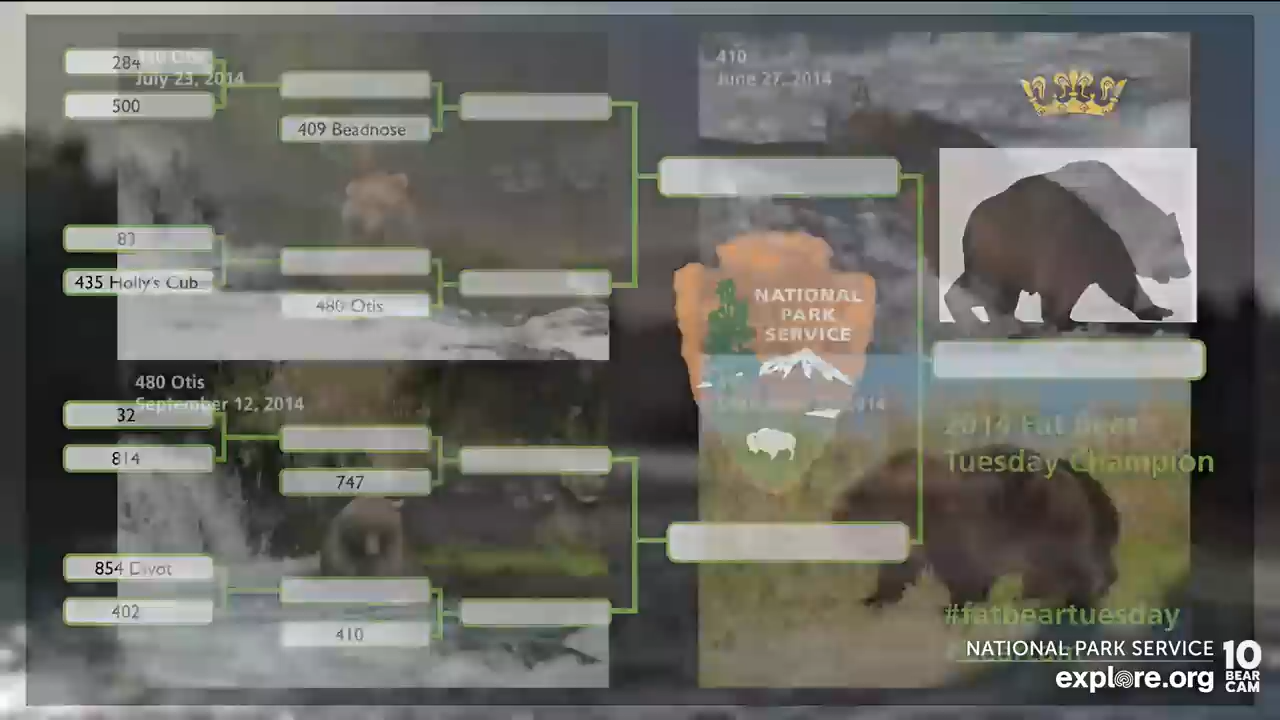 284
July 23, 2014
500
409 Beadnose
83
435 Holly's Cub
480 Otis
480 Otis
September 12, 2014
32
814
747
854 Divot
402
410
410
June 27, 2014
NATIONAL
PARK
SERVICE
2014
2014 Fat Bear
Tuesday Champion
#fatbeartuesday
NATIONAL PARK SERVICE
explore.org
10
BEAR
CAM